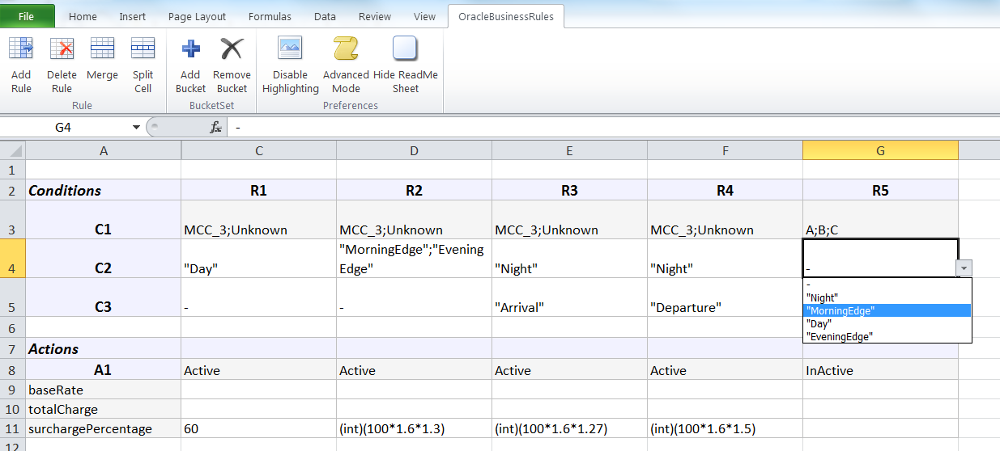 File Home Insert Page Layout Formulas Data Review View OracleBusinessRules
Add Rule Delete Rule Merge Split Cell Add Bucket Remove Bucket Disable Highlighting Advanced Mode Hide ReadMe Sheet
Rule BucketSet Preferences
G4 fx -
A C D E F G
1
2 Conditions R1 R2 R3 R4 R5
3 C1 MCC_3;Unknown MCC_3;Unknown MCC_3;Unknown MCC_3;Unknown A;B;C
4 C2 "Day" "MorningEdge";"Evening Edge" "Night" "Night" -
-
"Night"
"MorningEdge"
"Day"
"EveningEdge"
5 C3 - - "Arrival" "Departure"
6
7 Actions
8 A1 Active Active Active Active InActive
9 baseRate
10 totalCharge
11 surchargePercentage 60 (int)(100*1.6*1.3) (int)(100*1.6*1.27) (int)(100*1.6*1.5)
12